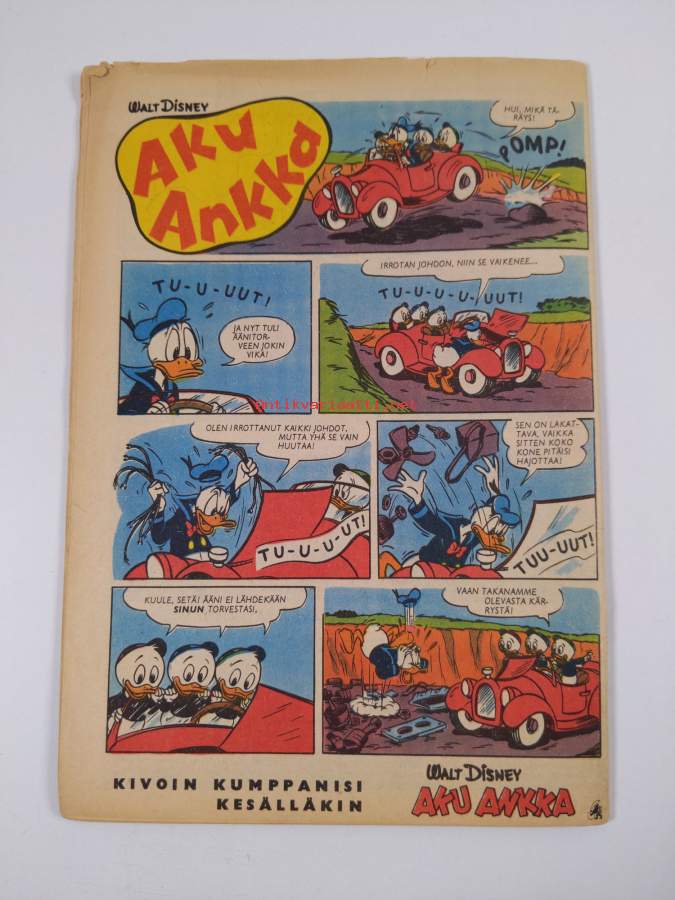 WALT DISNEY
Aku
Ankka
HUI, MIKÄ TÄ-
RÄYS!
POMP!
TU-U-UUT!
JA NYT TULI
ÄÄNITOR-
VEEN JOKIN
VIKA!
IRROTAN JOHDON, NIIN SE VAIKENEE...
TU-U-U-U-UUT!
antikvariaatti.net
OLEN IRROTTANUT KAIKKI JOHDOT,
MUTTA YHÄ SE VAIN
HUUTAA!
TU-U-U-UT!
SEN ON LAKAT-
TAVA, VAIKKA
SITTEN KOKO
KONE PITÄISI
HAJOTTAA!
TUU-UUT!
KUULE, SETÄ! ÄÄNI EI LÄHDEKÄÄN
SINUN TORVESTASI,
VAAN TAKANAMME
OLEVASTA KÄR-
RYSTÄ!
KIVOIN KUMPPANISI
KESÄLLÄKIN
WALT DISNEY
AKU ANKKA